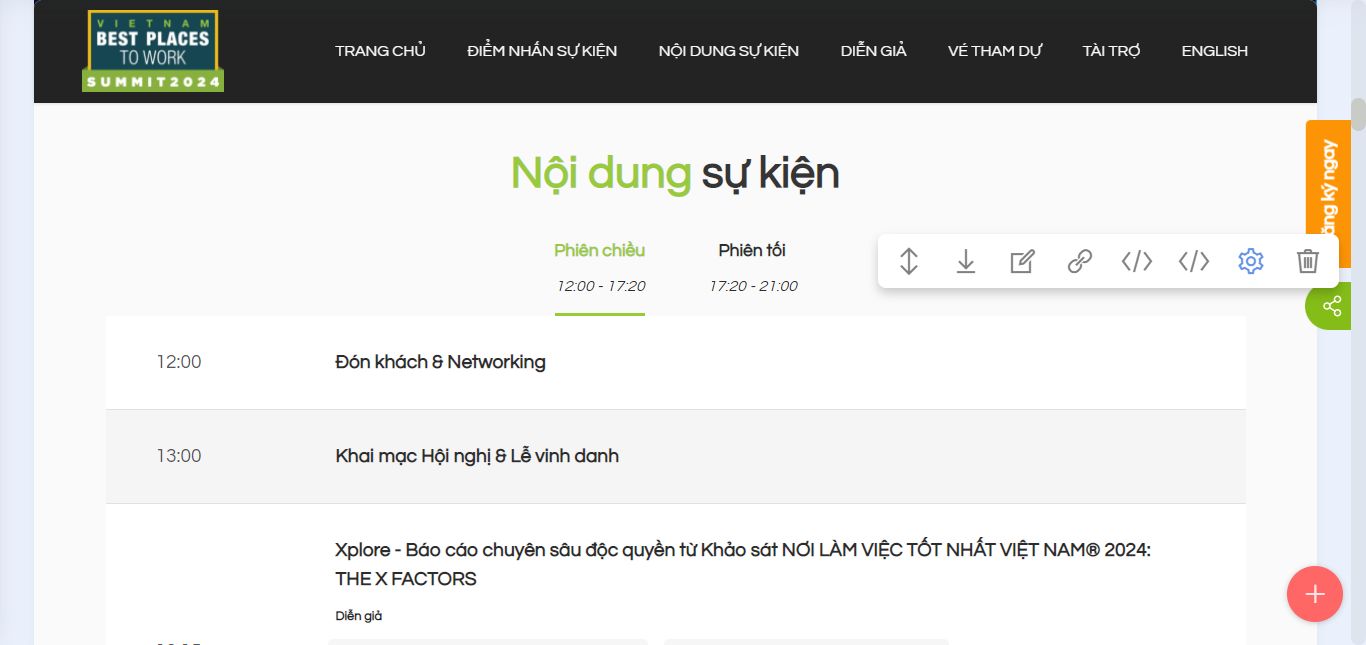 VIETNAM
BEST PLACES
TO WORK
SUMMIT2024
TRANG CHỦ
ĐIỂM NHẤN SỰ KIỆN
NỘI DUNG SỰ KIỆN
DIỄN GIẢ
VÉ THAM DỰ
TÀI TRỢ
ENGLISH
Nội dung sự kiện
ký ngay
Phiên chiều
Phiên tối
12:00 - 17:20
17:20 - 21:00
12:00
Đón khách & Networking
13:00
Khai mạc Hội nghị & Lễ vinh danh
Xplore - Báo cáo chuyên sâu độc quyền từ Khảo sát NƠI LÀM VIỆC TỐT NHẤT VIỆT NAM® 2024:
THE X FACTORS
Diễn giả